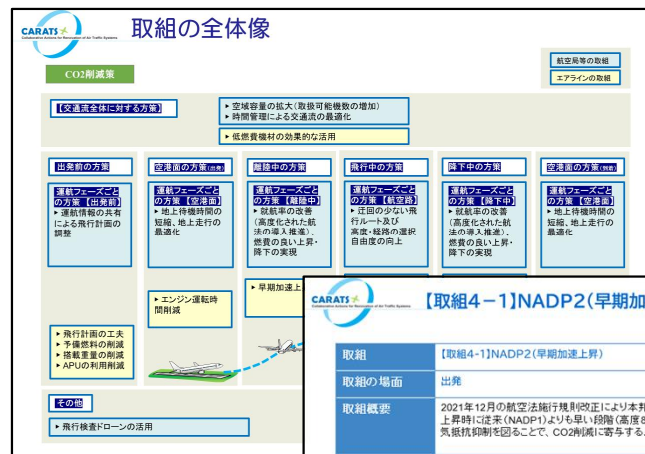 CARATS
Collaborative Actions for Renovation of Air Traffic Systems
取組の全体像
CO2削減策
航空局等の取組
エアラインの取組
【交通流全体に対する方策】
▸ 空域容量の拡大(取扱可能機数の増加)
▸ 時間管理による交通流の最適化
▸ 低燃費機材の効果的な活用
出発前の方策
運航フェーズごと
の方策 【出発前】
▸ 運航情報の共有
による飛行計画の
調整
▸ 飛行計画の工夫
▸ 予備燃料の削減
▸ 搭載重量の削減
▸ APUの利用削減
空港面の方策(出発)
運航フェーズごと
の方策 【空港面】
▸ 地上待機時間の
短縮、地上走行の
最適化
▸ エンジン運転時
間削減
離陸中の方策
運航フェーズごと
の方策 【離陸中】
▸ 就航率の改善
(高度化された航
法の導入推進)、
燃費の良い上昇・
降下の実現
▸ 早期加速上
飛行中の方策
運航フェーズごと
の方策 【航空路】
▸ 迂回の少ない飛
行ルート及び
高度・経路の選択
自由度の向上
降下中の方策
運航フェーズごと
の方策 【降下中】
▸ 就航率の改善
(高度化された航
法の導入推進)、
燃費の良い上昇・
降下の実現
空港面の方策(到着)
運航フェーズごと
の方策 【空港面】
▸ 地上待機時間の
短縮、地上走行の
最適化
その他
▸ 飛行検査ドローンの活用
CARATS
Collaborative Actions for Renovation of Air Traffic Systems
【取組4-1】NADP2(早期加
取組
【取組4-1】NADP2(早期加速上昇)
取組の場面
出発
取組概要
2021年12月の航空法施行規則改正により本邦
上昇時に従来(NADP1)よりも早い段階(高度8
気抵抗抑制を図ることで、CO2削減に寄与する。